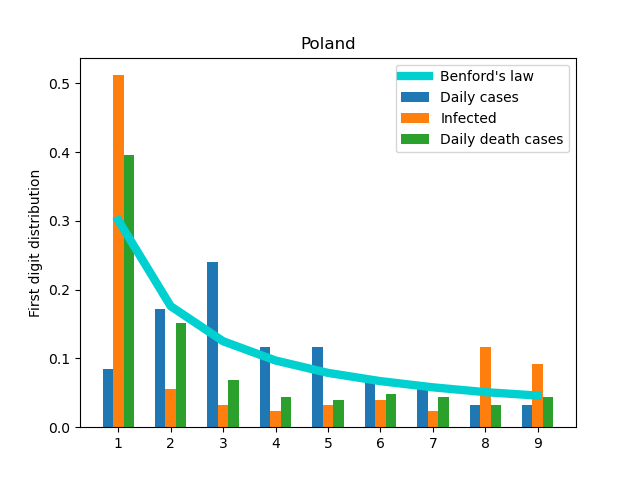 Poland
Benford's law
Daily cases
Infected
Daily death cases
First digit distribution
0.5
0.4
0.3
0.2
0.1
0.0
1 2 3 4 5 6 7 8 9